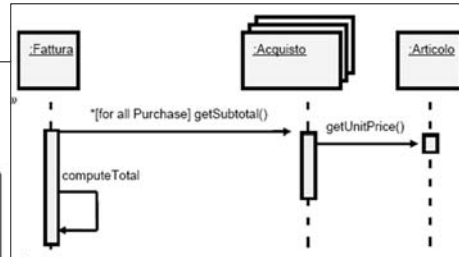 :Fattura
:Acquisto
:Articolo
*[for all Purchase] getSubtotal()
getUnitPrice()
computeTotal